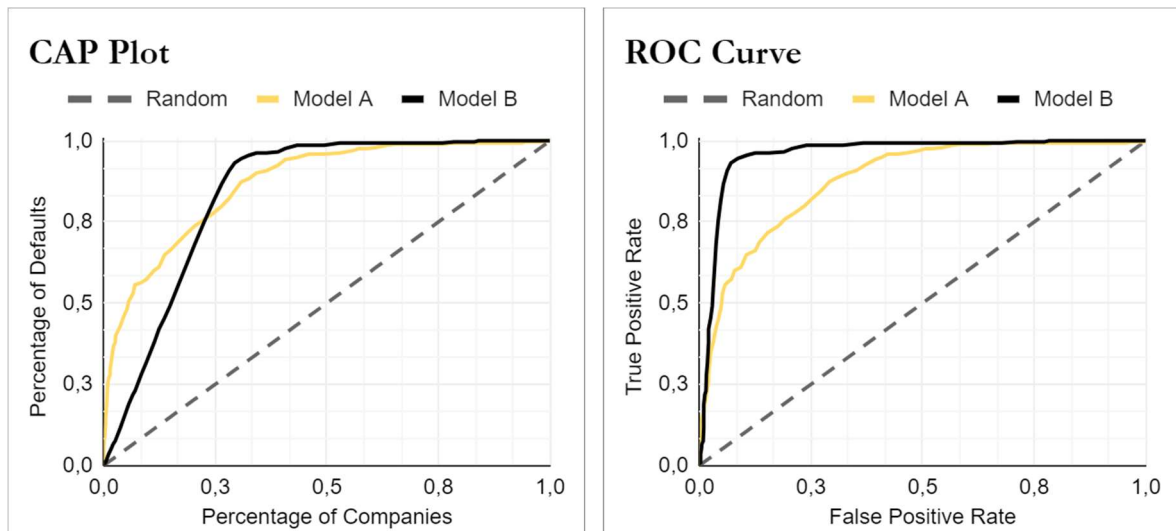 CAP Plot
Random Model A Model B
1,0
0,8
0,5
0,3
0,0
Percentage of Defaults
0,0 0,3 0,5 0,8 1,0
Percentage of Companies
ROC Curve
Random Model A Model B
1,0
0,8
0,5
0,3
0,0
True Positive Rate
0,0 0,3 0,5 0,8 1,0
False Positive Rate